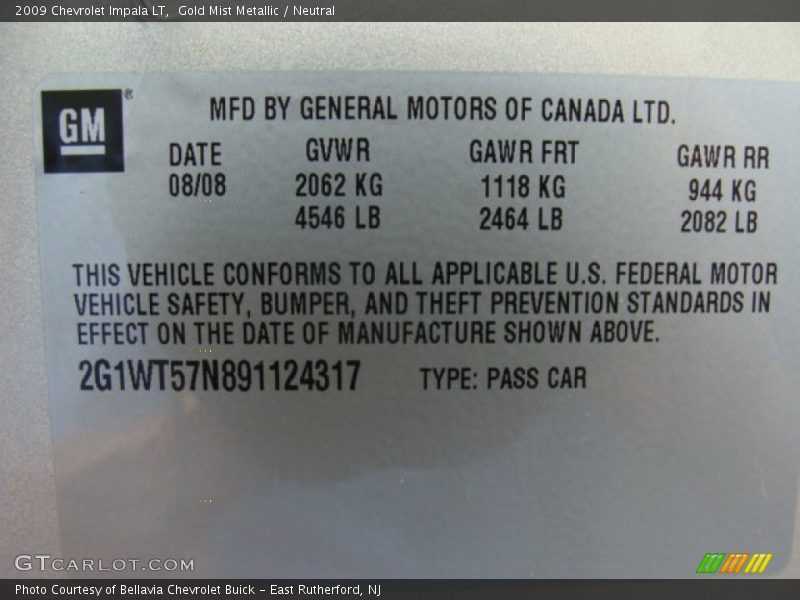 2009 Chevrolet Impala LT,  Gold Mist Metallic / Neutral
GM®
MFD BY GENERAL MOTORS OF CANADA LTD.
DATE GVWR GAWR FRT GAWR RR
08/08 2062 KG 1118 KG 944 KG
4546 LB 2464 LB 2082 LB
THIS VEHICLE CONFORMS TO ALL APPLICABLE U.S. FEDERAL MOTOR
VEHICLE SAFETY, BUMPER, AND THEFT PREVENTION STANDARDS IN
EFFECT ON THE DATE OF MANUFACTURE SHOWN ABOVE.
2G1WT57N891124317 TYPE: PASS CAR
GTCARLOT.COM
Photo Courtesy of Bellavia Chevrolet Buick - East Rutherford, NJ